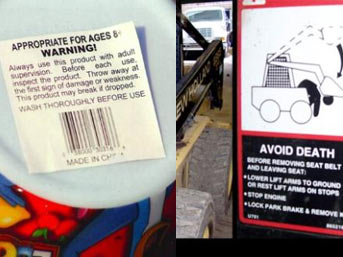 APPROPRIATE FOR AGES 8+
WARNING!
Always use this product with adult
supervision. Before each use,
inspect the product. Throw away at
the first sign of damage or weakness.
This product may break if dropped.
WASH THOROUGHLY BEFORE USE
MADE IN
AVOID DEATH
BEFORE REMOVING SEAT BELT
AND LEAVING SEAT:
• LOWER LIFT ARMS TO GROUND
OR REST LIFT ARMS ON STOPS
• STOP ENGINE
• LOCK PARK BRAKE & REMOVE